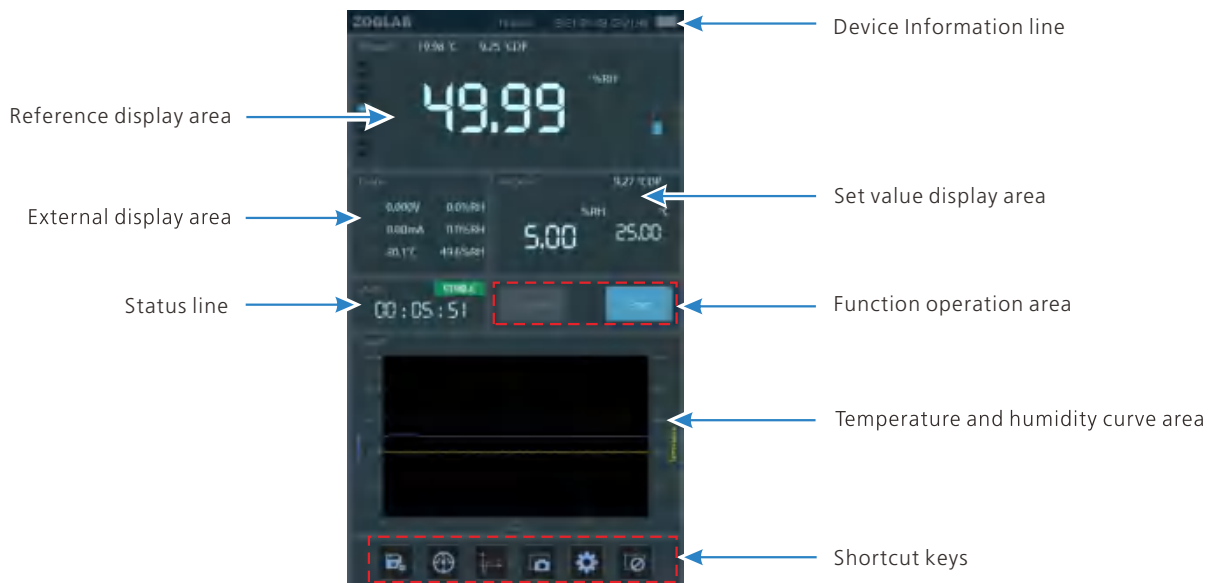 ZOGLAB
Device Information line
19.98 °C 9.25 °CDP
%RH
49.99
Reference display area
9.27 °CDP
Set value display area
0.000V 0.0%RH
%RH °C
External display area
0.00mA 0.0%RH
5.00 25.00
20.1°C 49.6%RH
STABLE
Status line
00:05:51
Function operation area
Temperature and humidity curve area
Shortcut keys